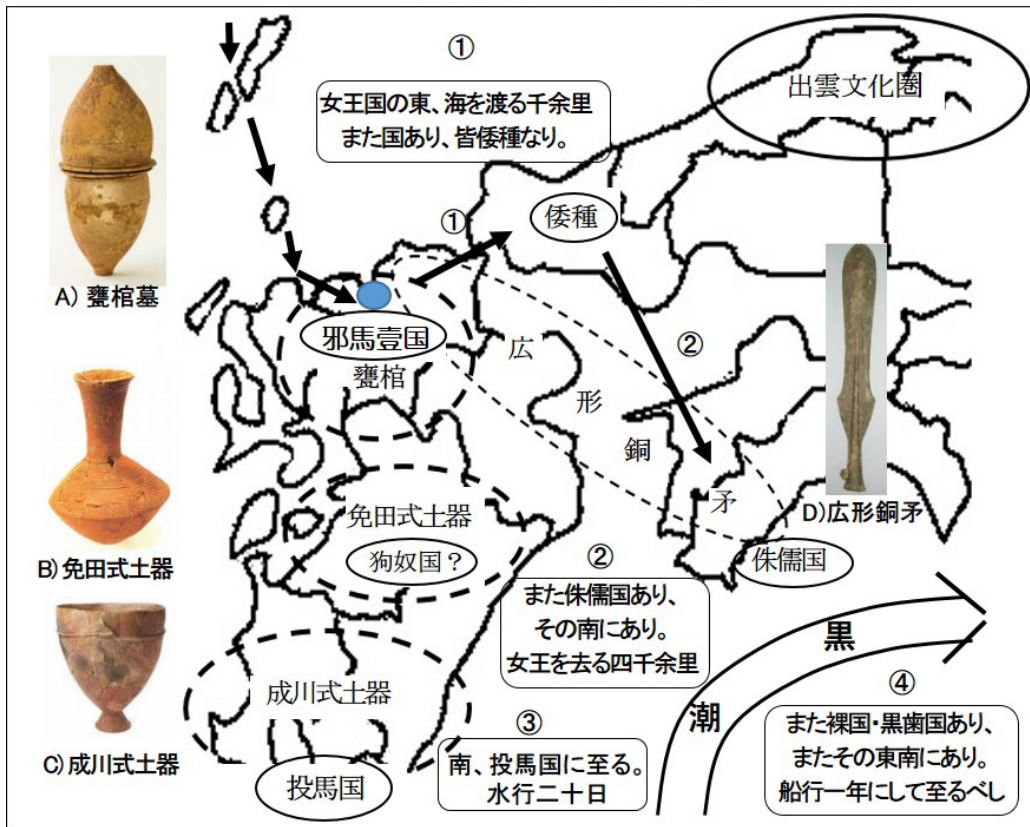 ①
女王国の東、海を渡る千余里
また国あり、皆倭種なり。
出雲文化圏
A) 甕棺墓
①
倭種
邪馬壹国
甕棺
広
形
銅
矛
②
D)広形銅矛
B) 免田式土器
免田式土器
狗奴国？
侏儒国
②
また侏儒国あり、
その南にあり。
女王を去る四千余里
C) 成川式土器
成川式土器
投馬国
③
南、投馬国に至る。
水行二十日
黒
潮
④
また裸国・黒歯国あり、
またその東南にあり。
船行一年にして至るべし